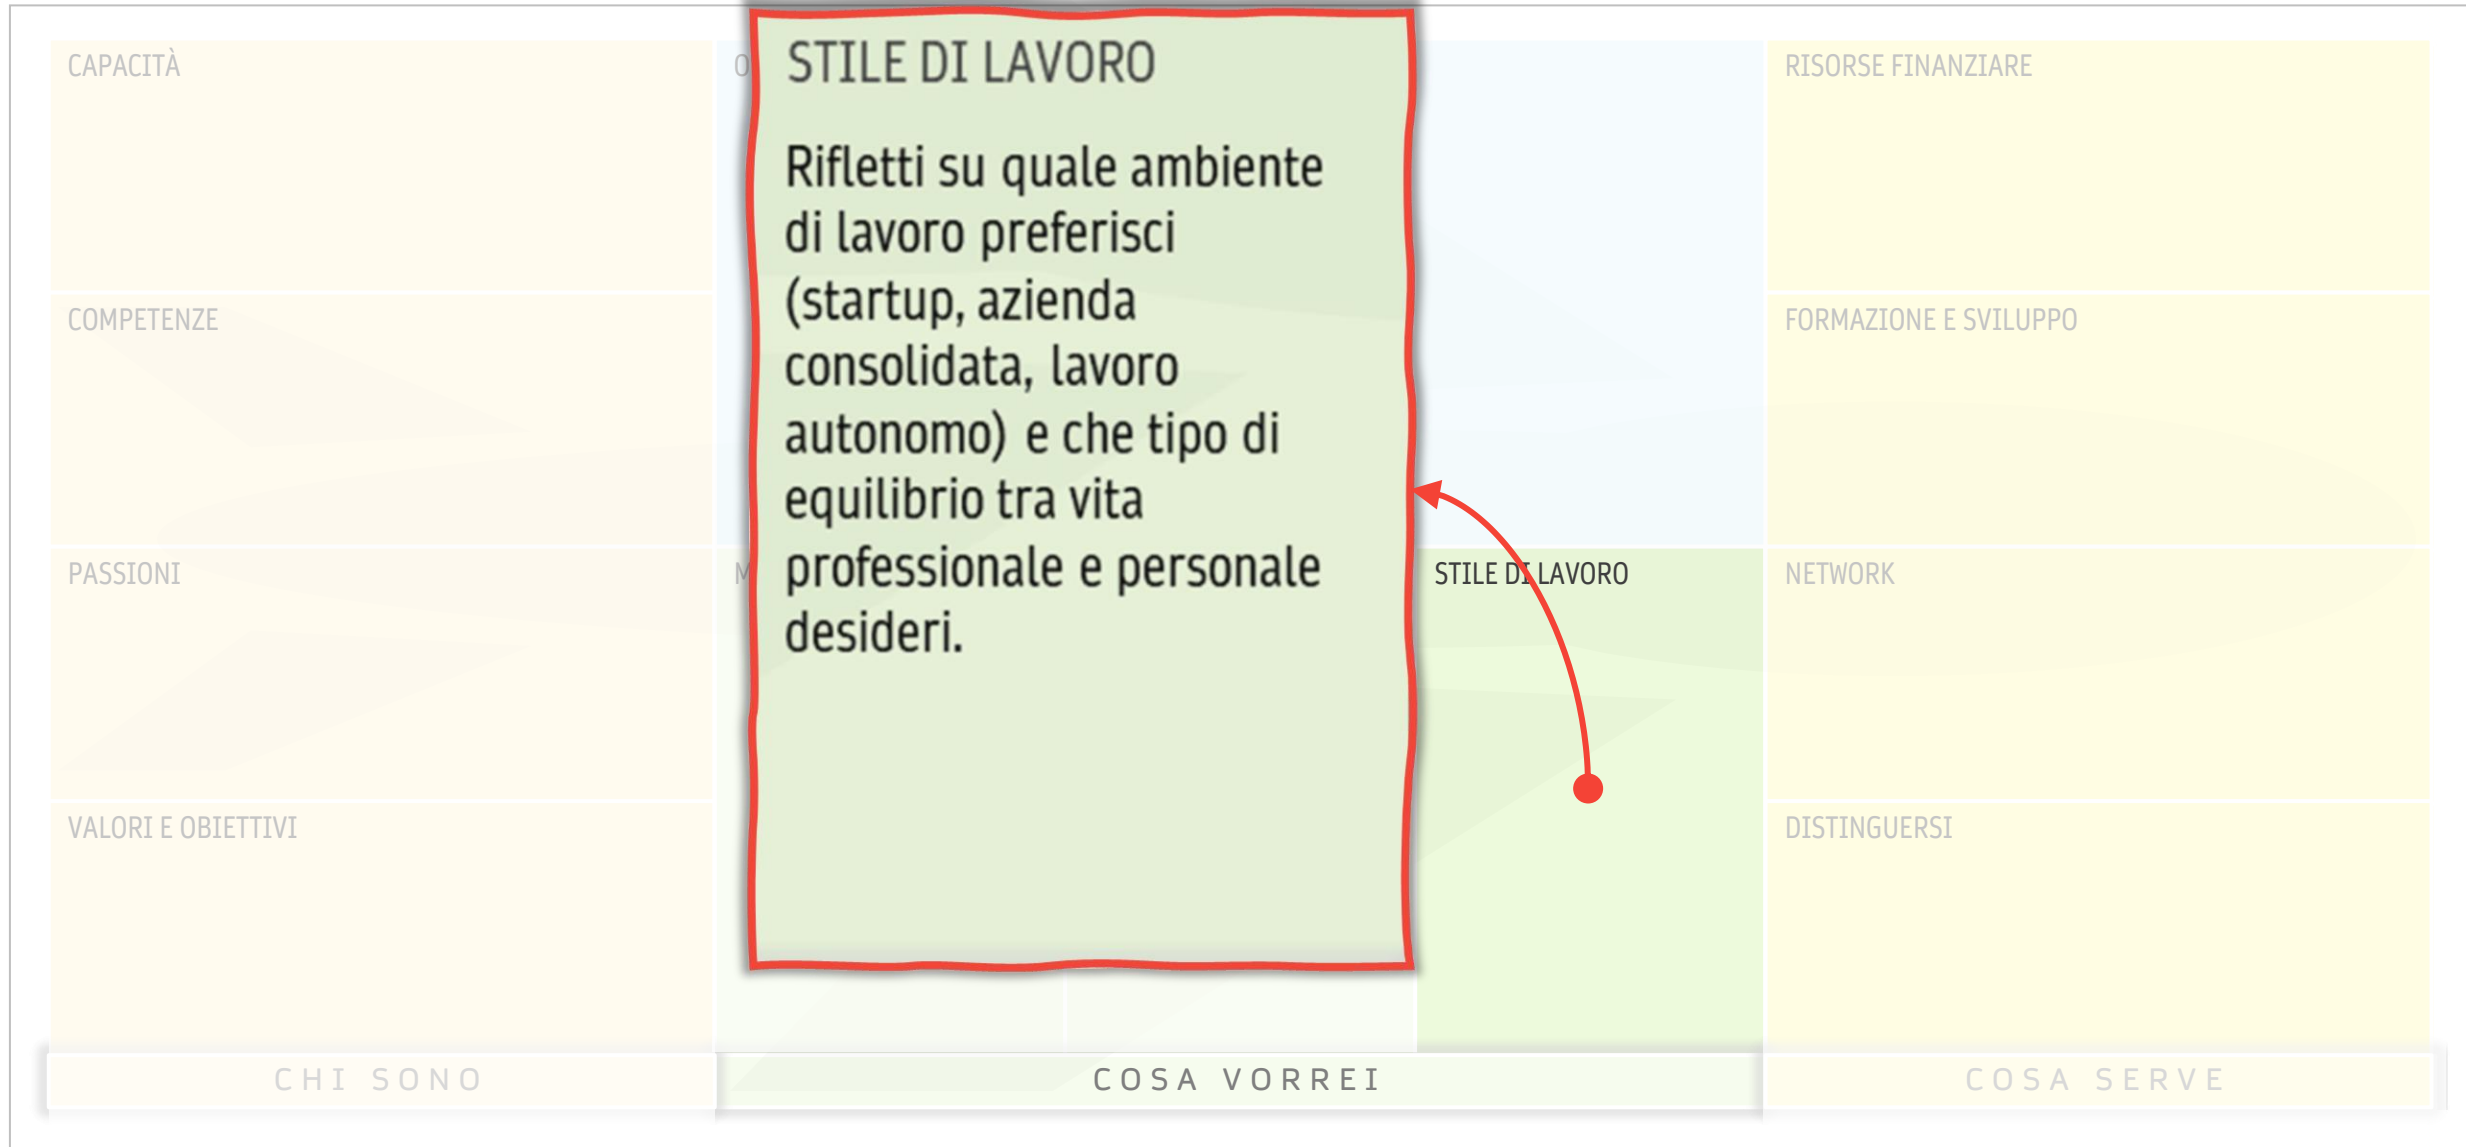 CAPACITÀ
COMPETENZE
PASSIONI
VALORI E OBIETTIVI
STILE DI LAVORO
Rifletti su quale ambiente
di lavoro preferisci
(startup, azienda
consolidata, lavoro
autonomo) e che tipo di
equilibrio tra vita
professionale e personale
desideri.
STILE DI LAVORO
RISORSE FINANZIARE
FORMAZIONE E SVILUPPO
NETWORK
DISTINGUERSI
CHI SONO
COSA VORREI
COSA SERVE